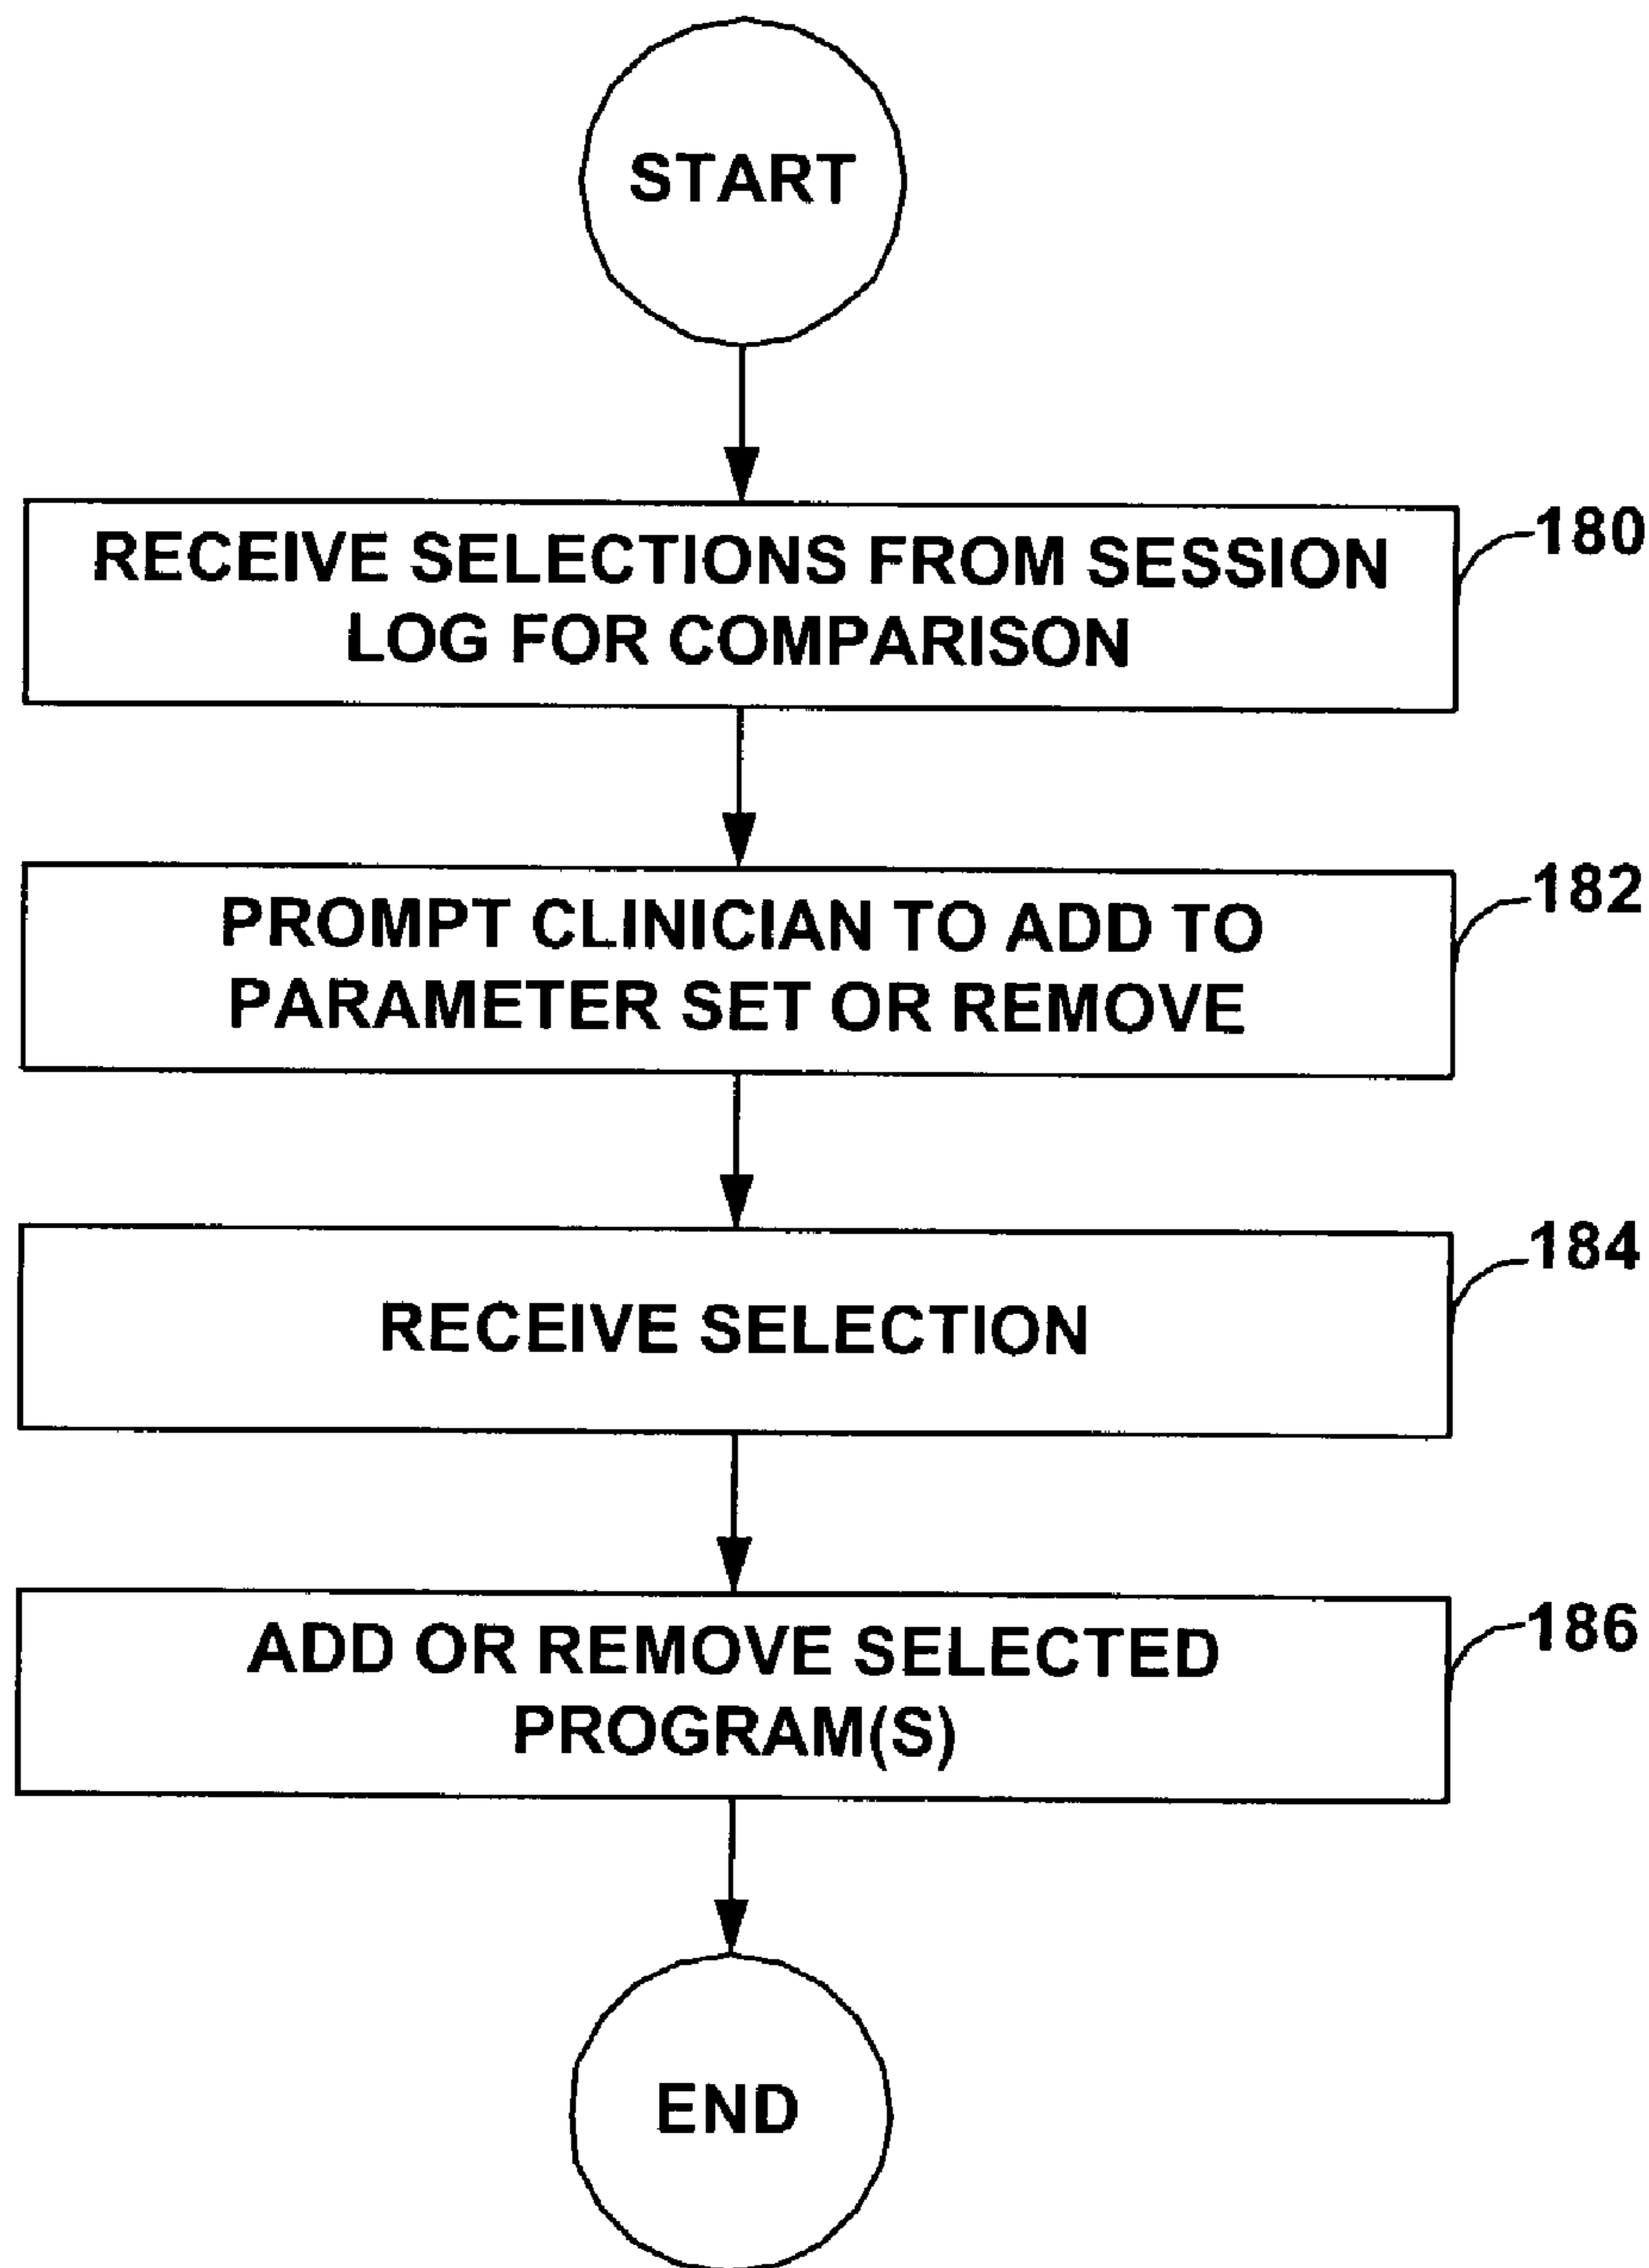 START
RECEIVE SELECTIONS FROM SESSION
LOG FOR COMPARISON
180
PROMPT CLINICIAN TO ADD TO
PARAMETER SET OR REMOVE
182
RECEIVE SELECTION
184
ADD OR REMOVE SELECTED
PROGRAM(S)
186
END